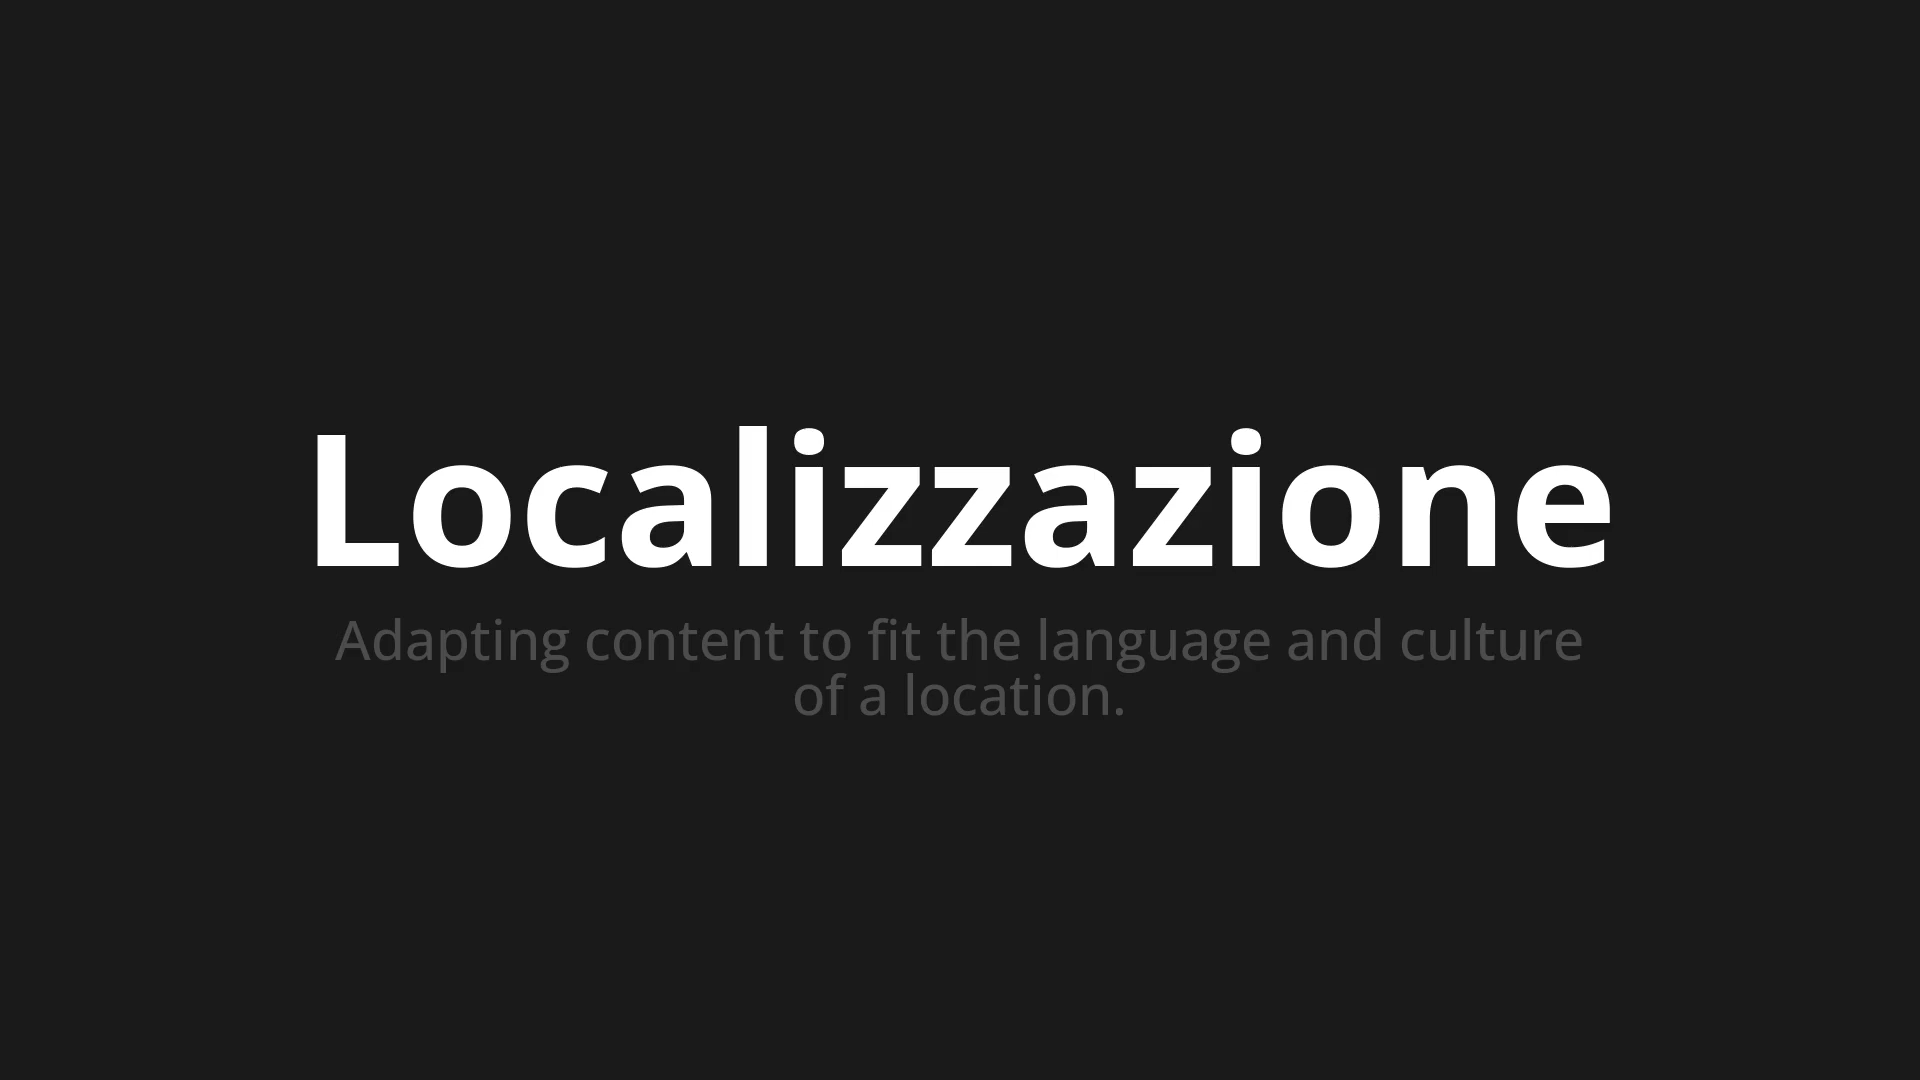 Localizzazione
Adapting content to fit the language and culture
of a location.